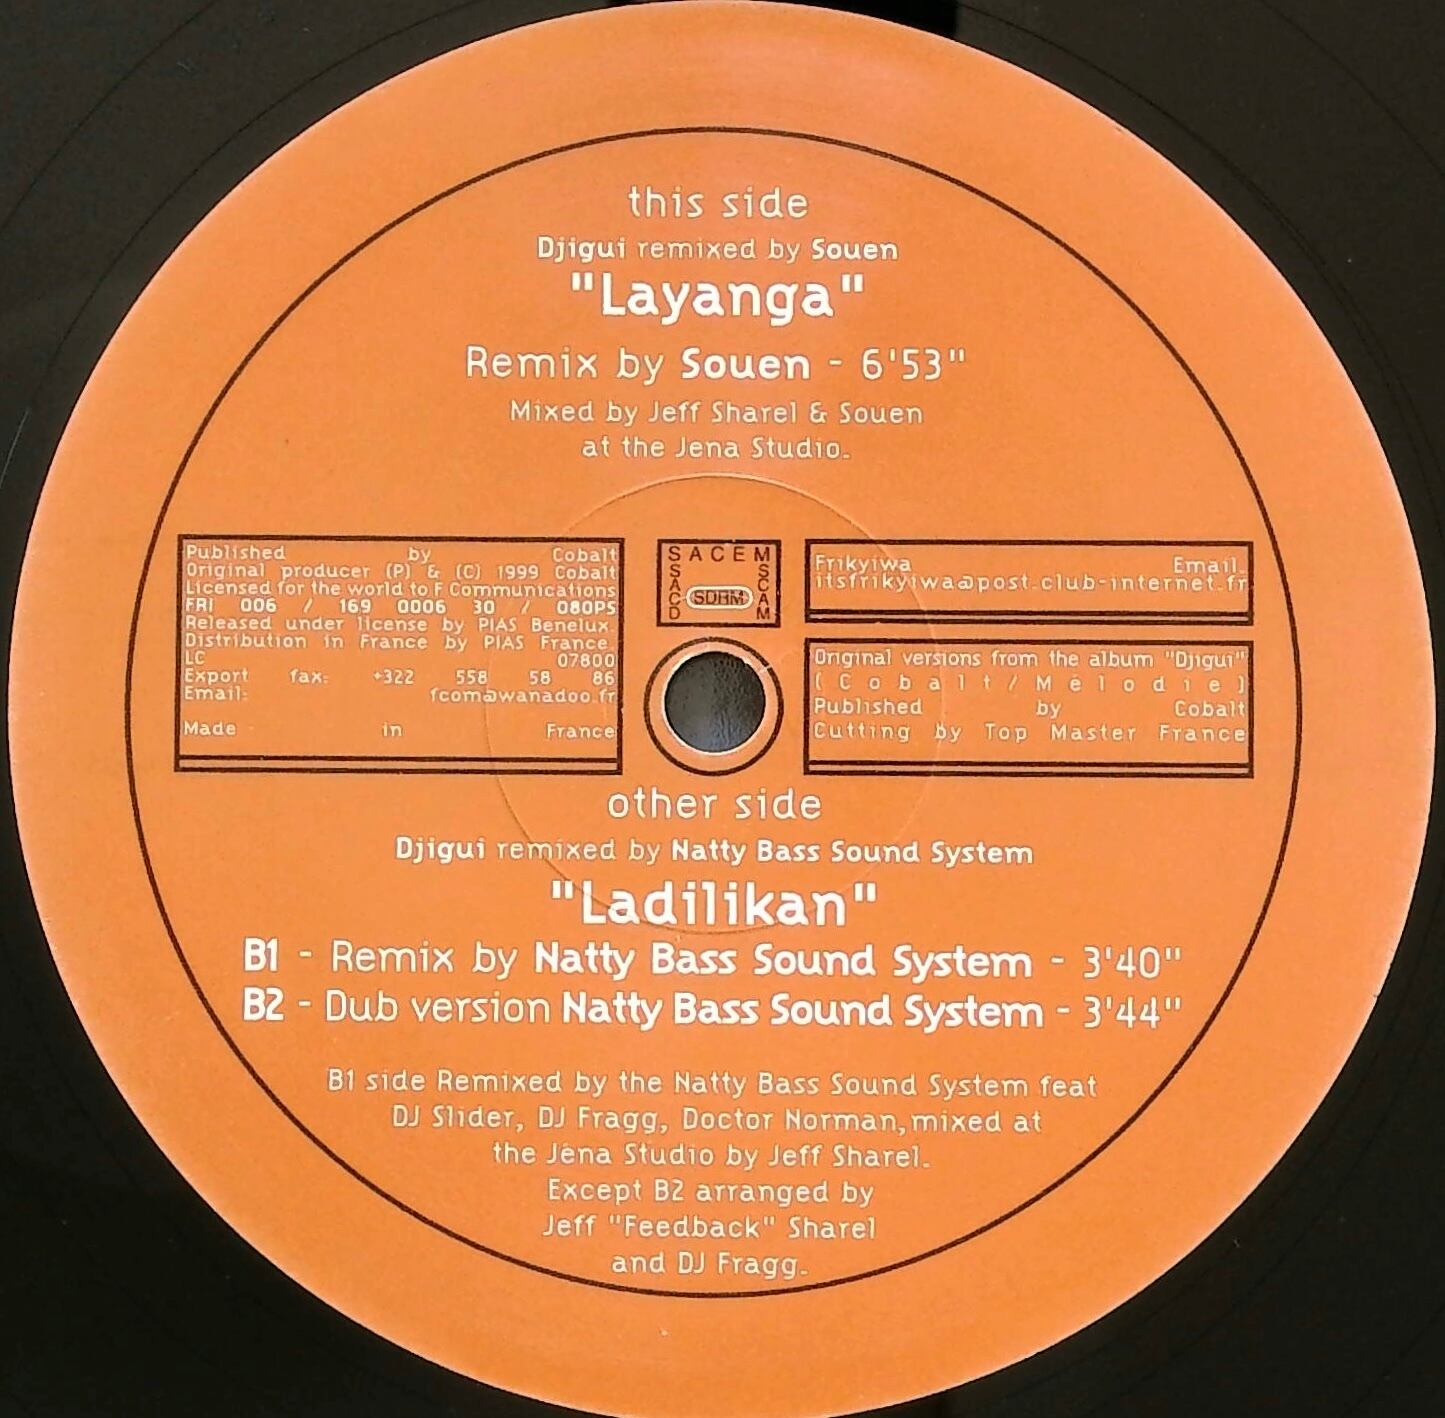 this side
Djigui remixed by Souen
"Layanga"
Remix by Souen - 6'53"
Mixed by Jeff Sharel & Souen
at the Jena Studio.
Published by Cobalt
Original producer (P) & (C) 1999 Cobalt
Licensed for the world to F Communications
FRI 006 / 169 0006 30 / 080PS
Released under license by PIAS Benelux.
Distribution in France by PIAS France.
LC 07800
Export fax: +322 558 58 86
Email: fcom@wanadoo.fr
Made in France
SACEM
SACD
SCAM
SDRM
Frikyiwa Email.
itsfrikyiwa@post.club-internet.fr
Original versions from the album "Djigui"
(Cobalt/Mélodie)
Published by Cobalt
Cutting by Top Master France
other side
Djigui remixed by Natty Bass Sound System
"Ladilikan"
B1 - Remix by Natty Bass Sound System - 3'40"
B2 - Dub version Natty Bass Sound System - 3'44"
B1 side Remixed by the Natty Bass Sound System feat
DJ Slider, DJ Fragg, Doctor Norman, mixed at
the Jena Studio by Jeff Sharel.
Except B2 arranged by
Jeff "Feedback" Sharel
and DJ Fragg.